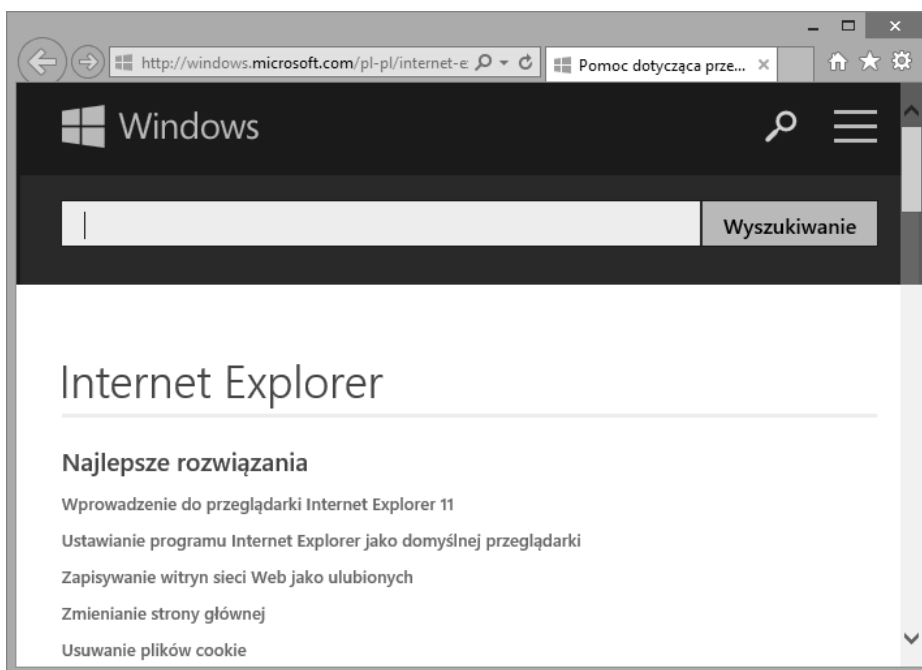 http://windows.microsoft.com/pl-pl/internet-e
Pomoc dotycząca prze...
Windows
Wyszukiwanie
Internet Explorer
Najlepsze rozwiązania
Wprowadzenie do przeglądarki Internet Explorer 11
Ustawianie programu Internet Explorer jako domyślnej przeglądarki
Zapisywanie witryn sieci Web jako ulubionych
Zmienianie strony głównej
Usuwanie plików cookie